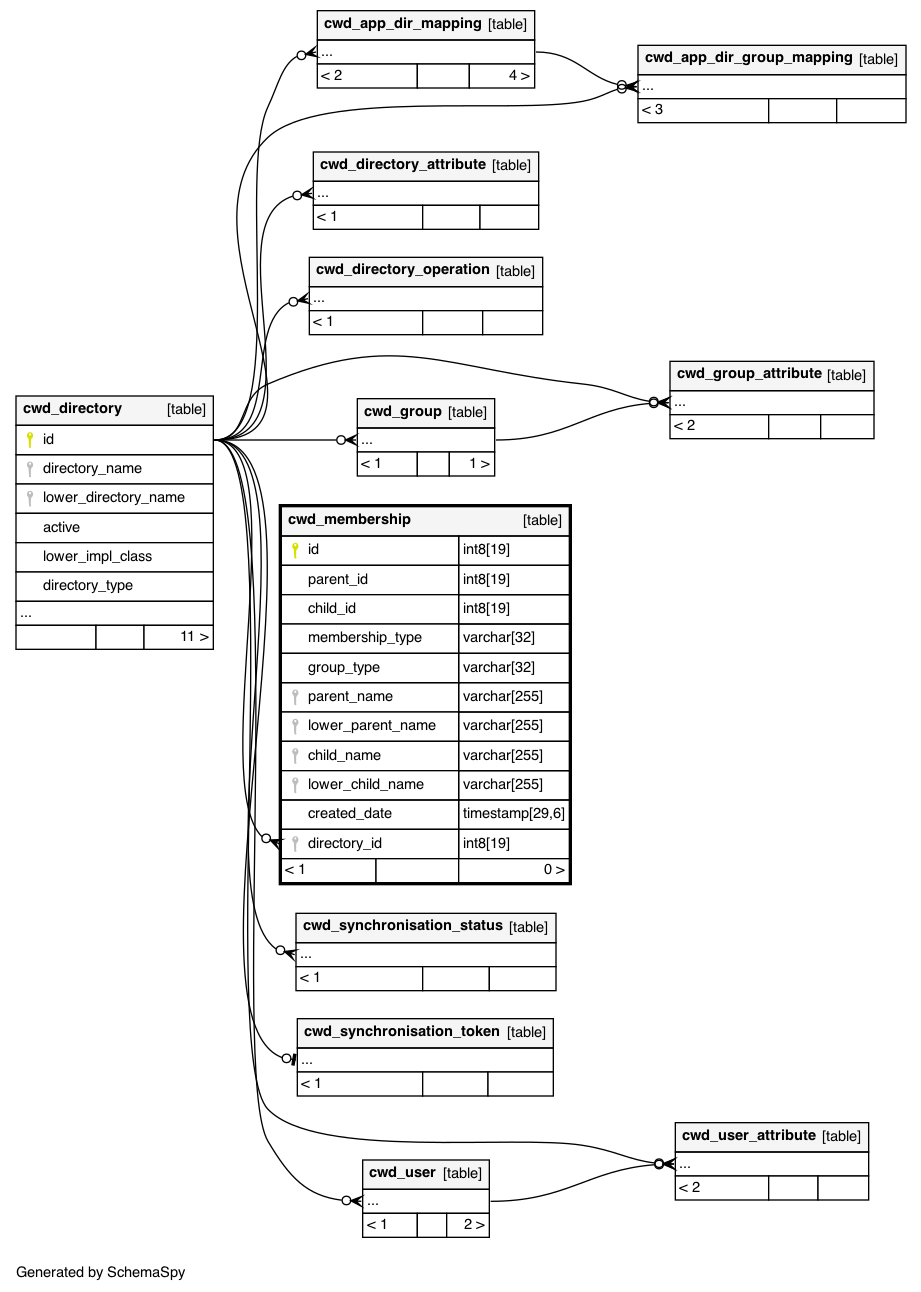 cwd_app_dir_mapping [table]
...
< 2 4 >
cwd_app_dir_group_mapping [table]
...
< 3
cwd_directory_attribute [table]
...
< 1
cwd_directory_operation [table]
...
< 1
cwd_group_attribute [table]
...
< 2
cwd_directory [table]
id
directory_name
lower_directory_name
active
lower_impl_class
directory_type
...
11 >
cwd_group [table]
...
< 1 1 >
cwd_membership [table]
id int8[19]
parent_id int8[19]
child_id int8[19]
membership_type varchar[32]
group_type varchar[32]
parent_name varchar[255]
lower_parent_name varchar[255]
child_name varchar[255]
lower_child_name varchar[255]
created_date timestamp[29,6]
directory_id int8[19]
< 1 0 >
cwd_synchronisation_status [table]
...
< 1
cwd_synchronisation_token [table]
...
< 1
cwd_user_attribute [table]
...
< 2
cwd_user [table]
...
< 1 2 >
Generated by SchemaSpy